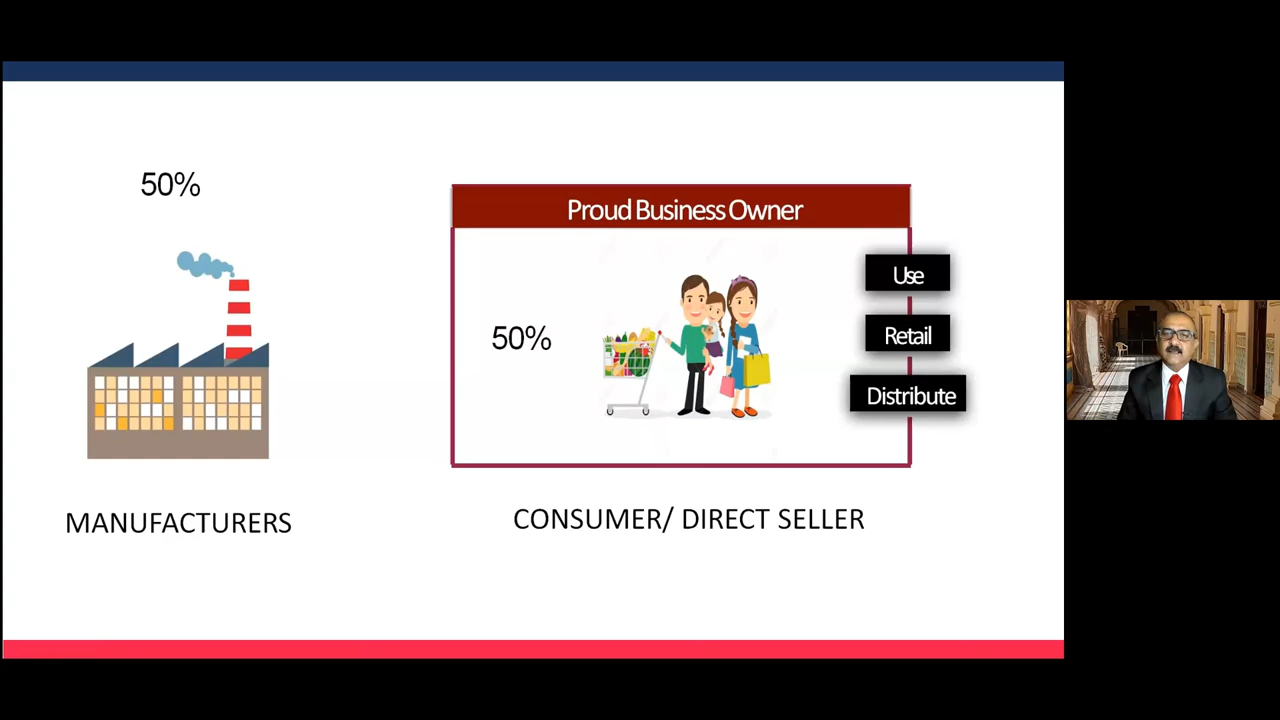 50%
Proud Business Owner
Use
50%
Retail
Distribute
MANUFACTURERS
CONSUMER/ DIRECT SELLER